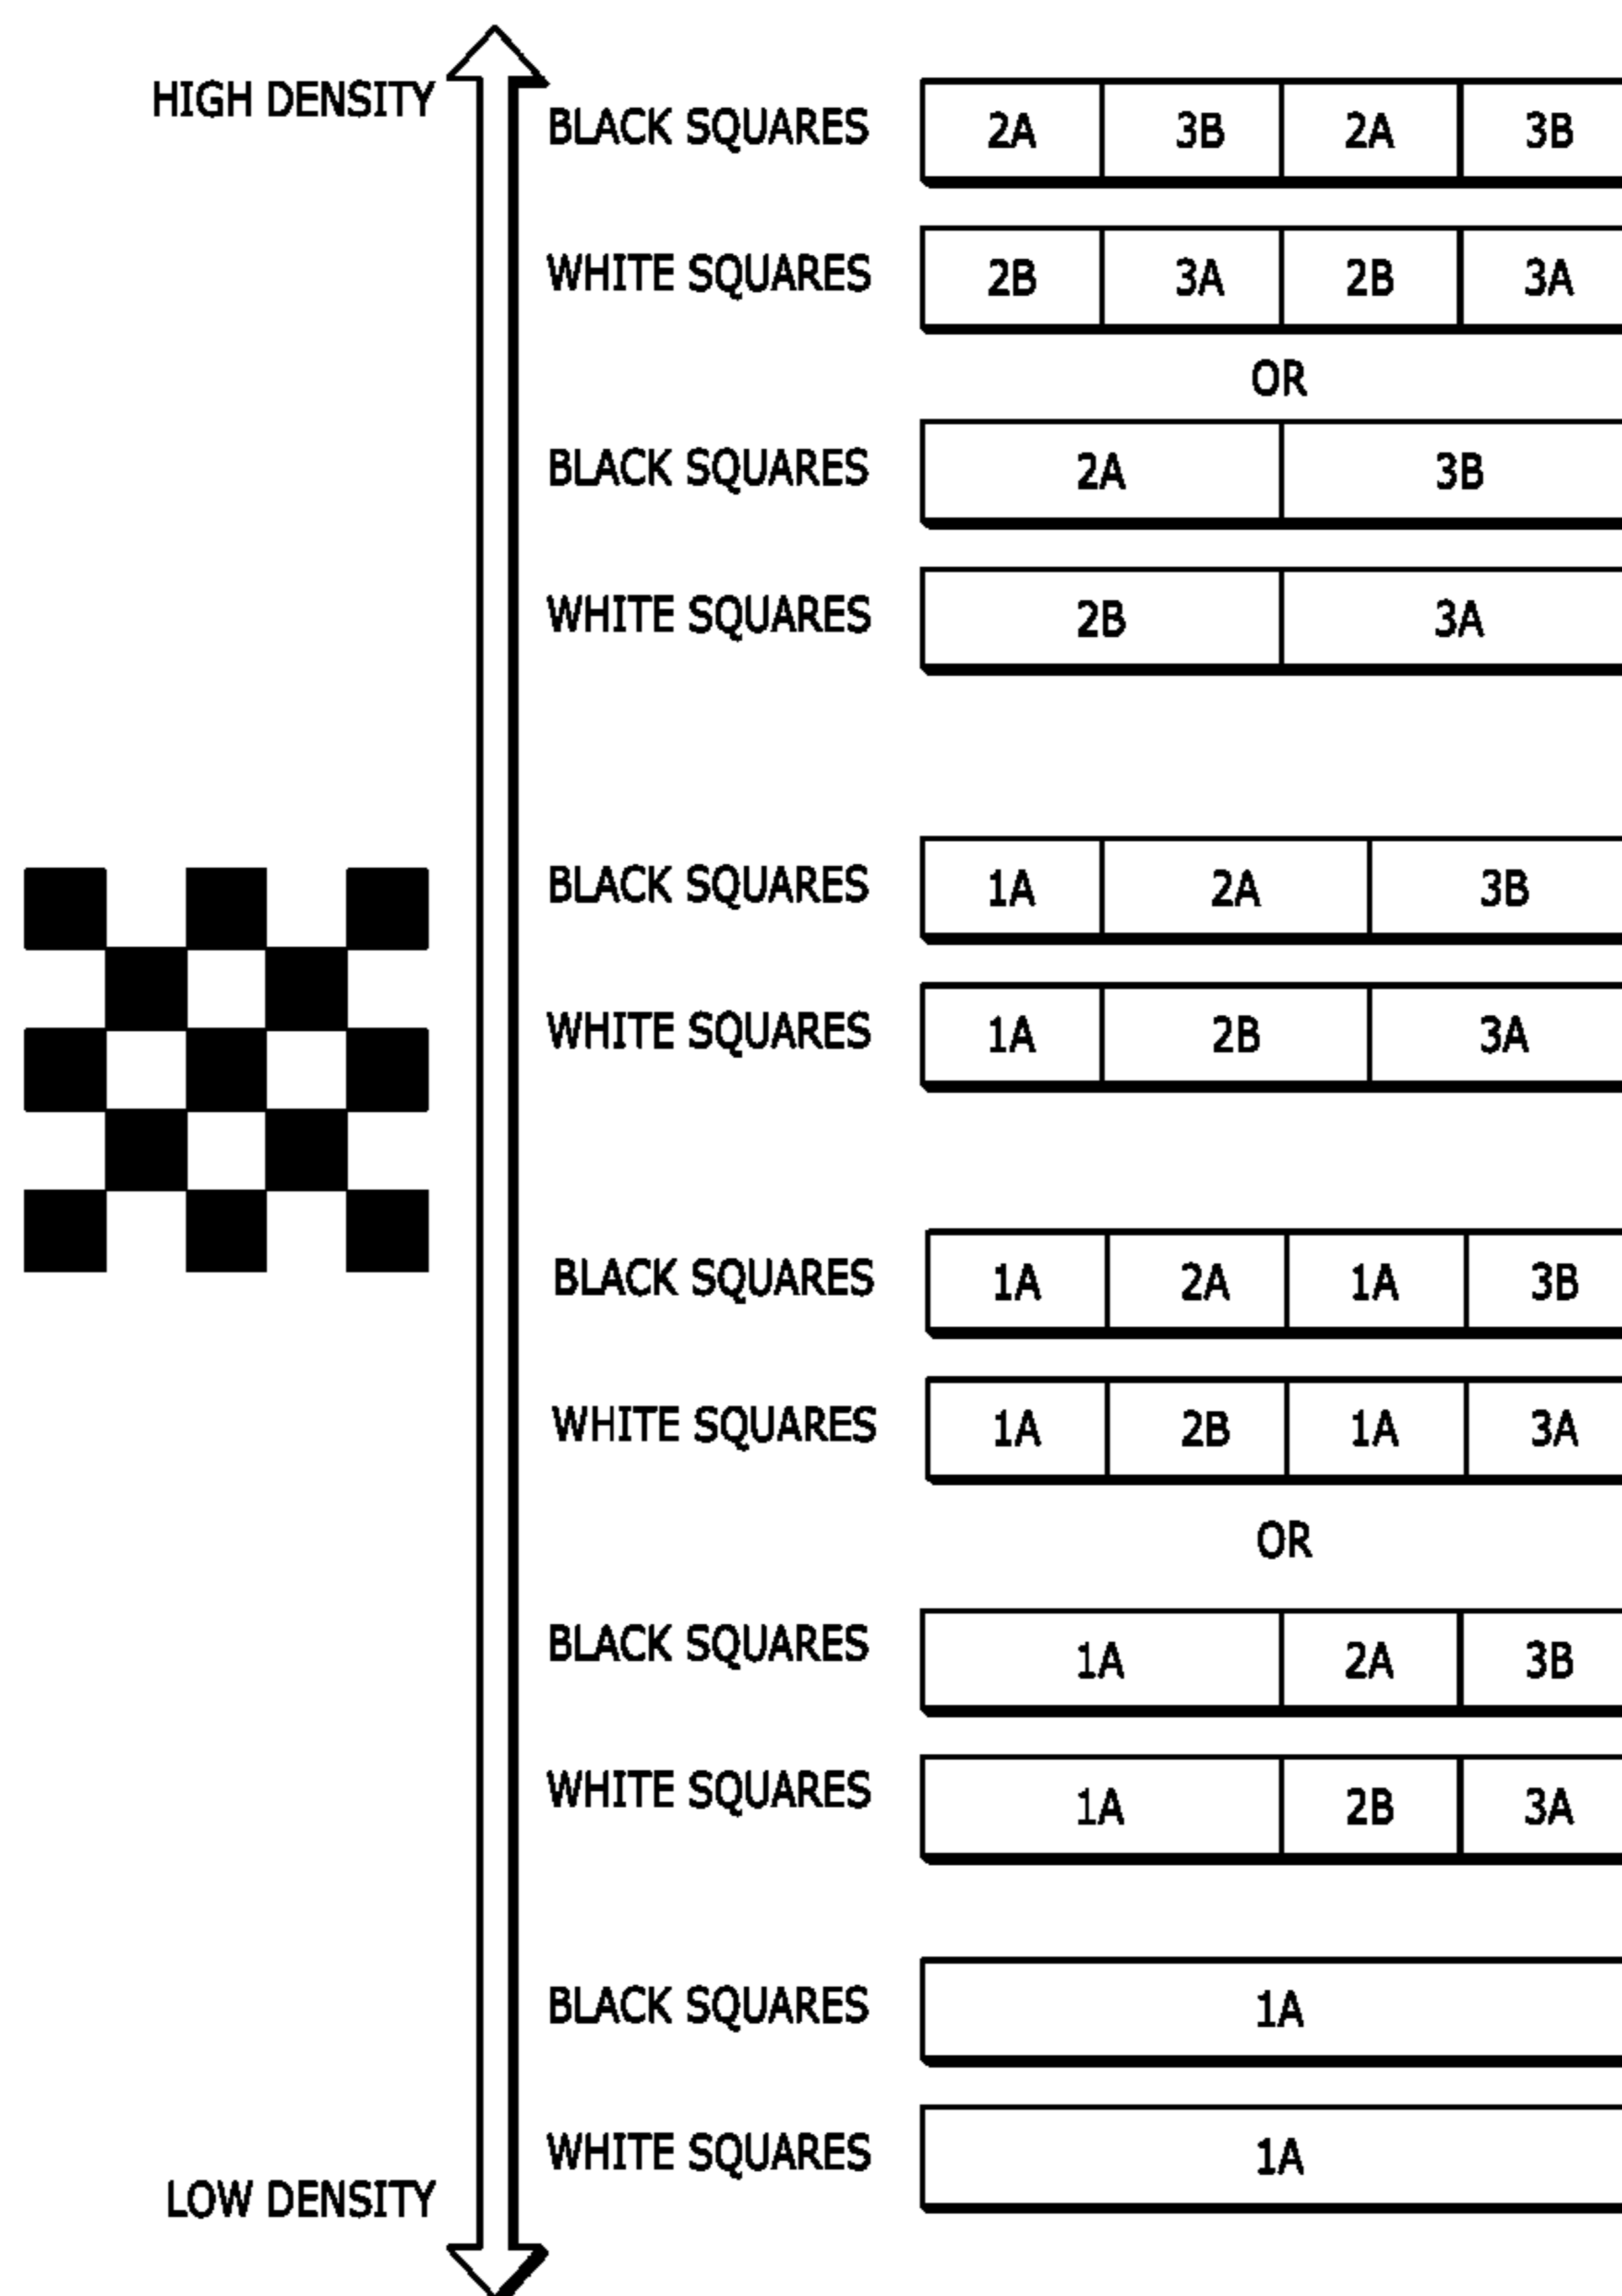 HIGH DENSITY
BLACK SQUARES 2A 3B 2A 3B
WHITE SQUARES 2B 3A 2B 3A
OR
BLACK SQUARES 2A 3B
WHITE SQUARES 2B 3A
BLACK SQUARES 1A 2A 3B
WHITE SQUARES 1A 2B 3A
BLACK SQUARES 1A 2A 1A 3B
WHITE SQUARES 1A 2B 1A 3A
OR
BLACK SQUARES 1A 2A 3B
WHITE SQUARES 1A 2B 3A
BLACK SQUARES 1A
WHITE SQUARES 1A
LOW DENSITY